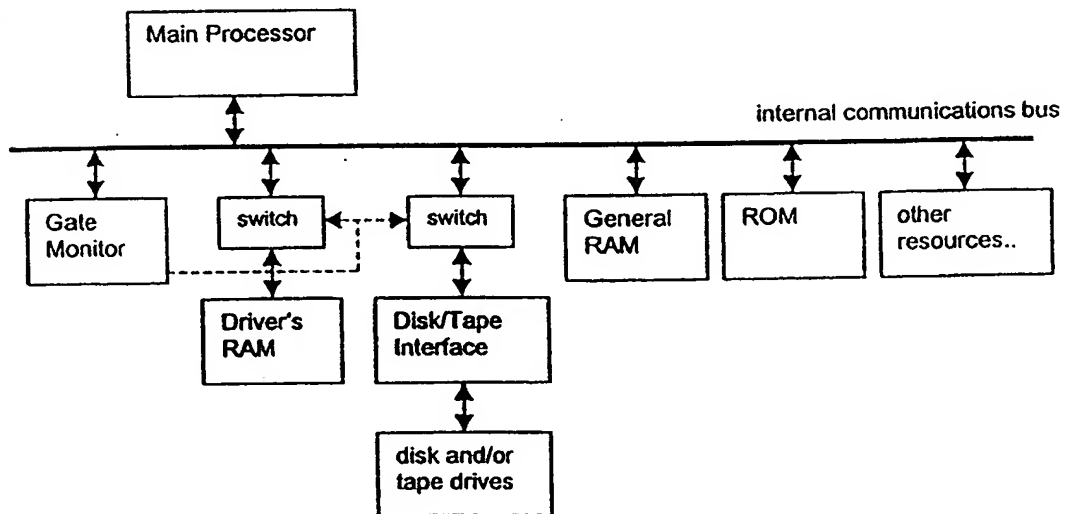 Main Processor
internal communications bus
Gate
Monitor
switch
switch
General
RAM
ROM
other
resources..
Driver's
RAM
Disk/Tape
Interface
disk and/or
tape drives